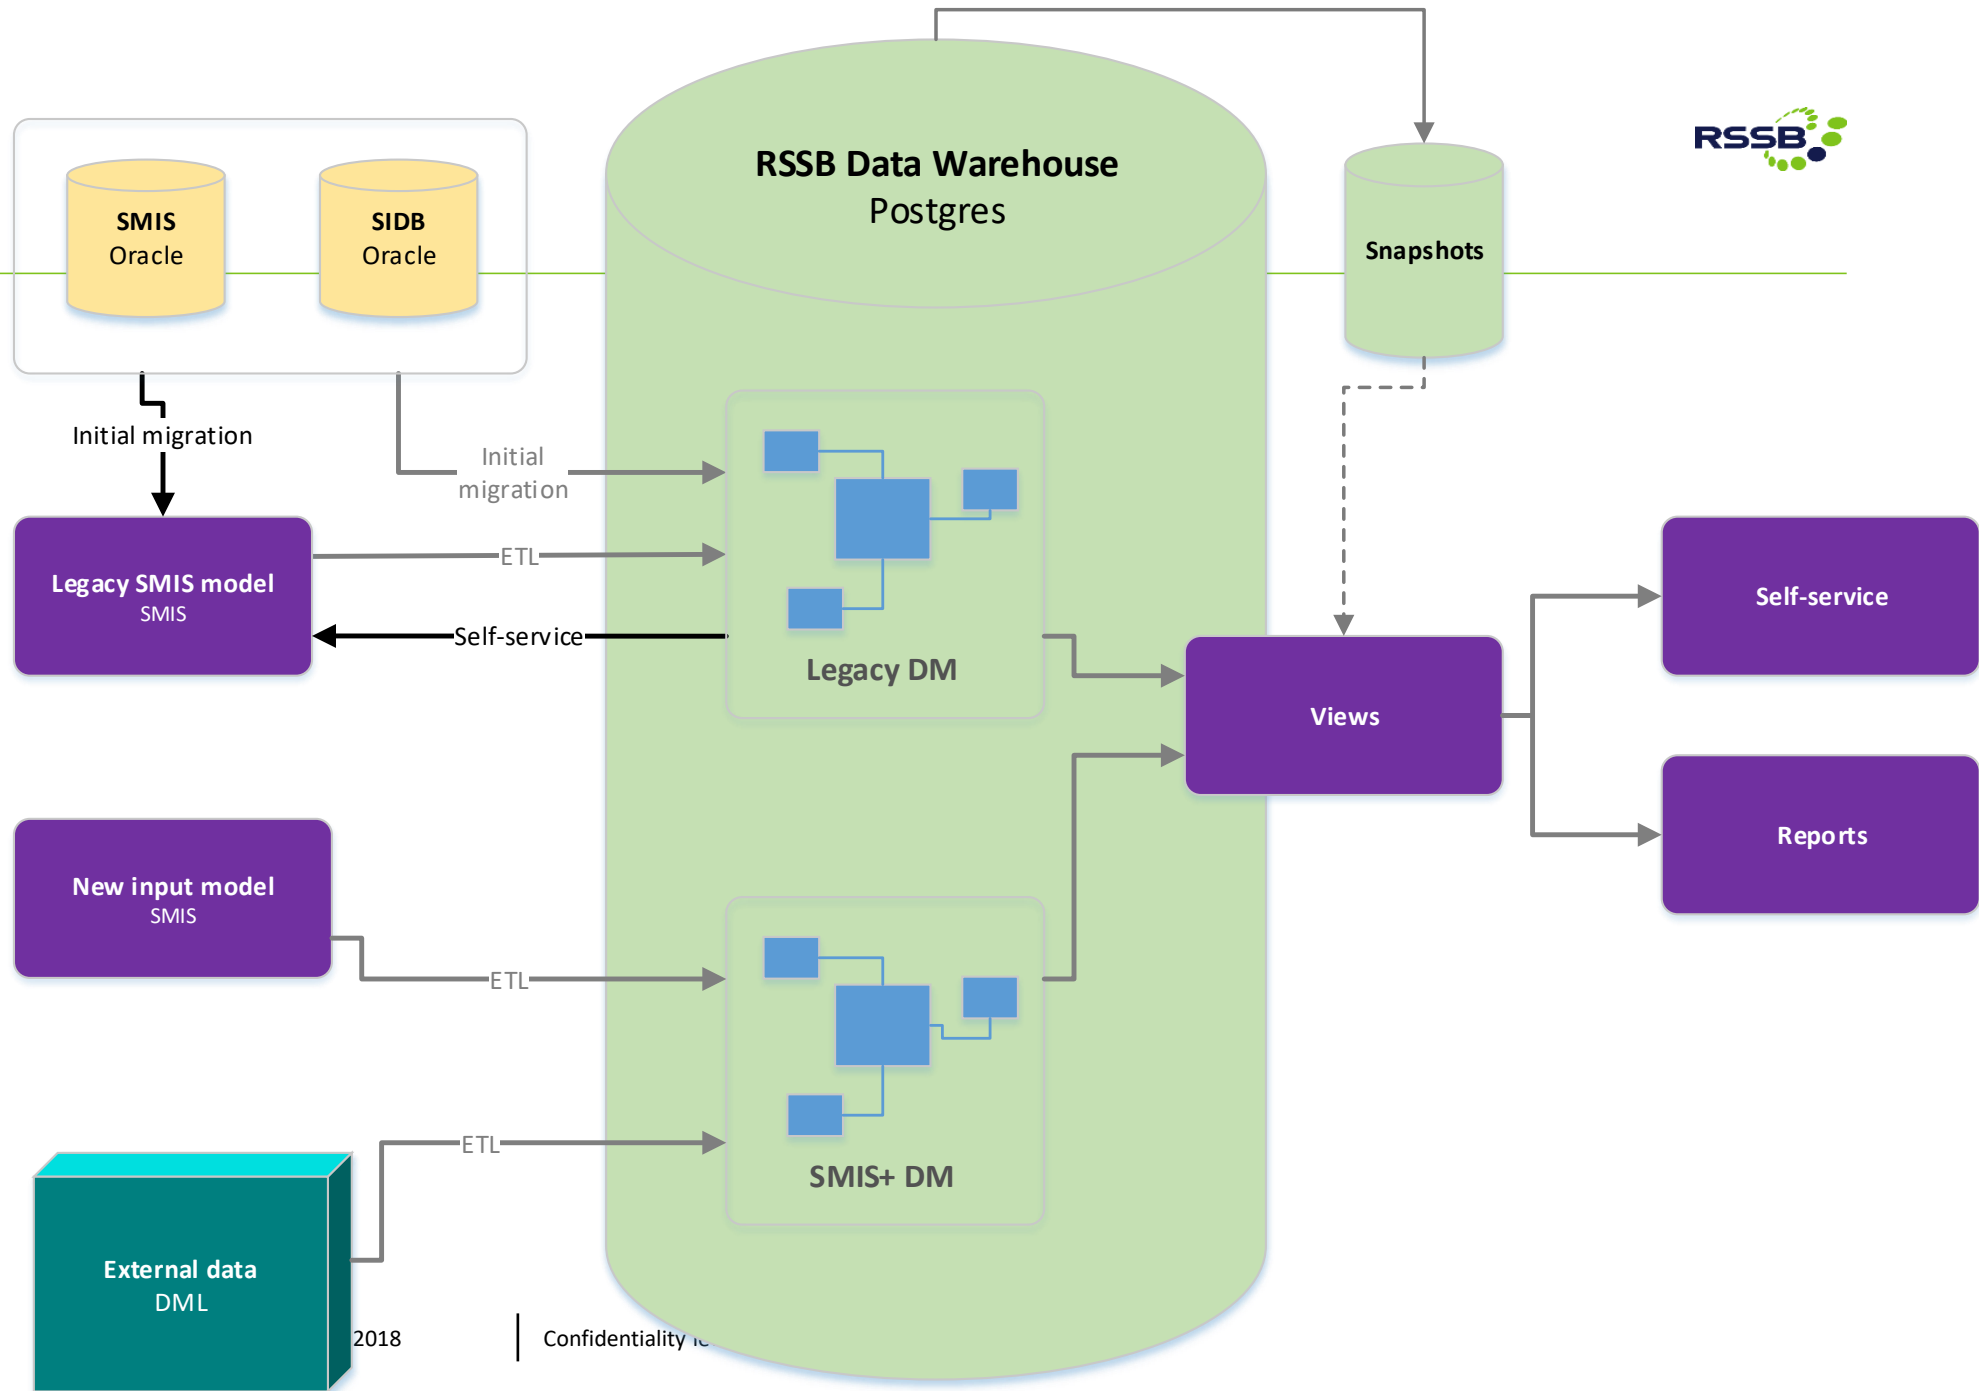 RSSB Data Warehouse
Postgres
RSSB
SMIS
Oracle
SIDB
Oracle
Snapshots
Initial migration
Initial
migration
ETL
Legacy SMIS model
SMIS
Self-service
Legacy DM
Self-service
Views
Reports
New input model
SMIS
ETL
ETL
SMIS+ DM
External data
DML
2018
Confidentiality